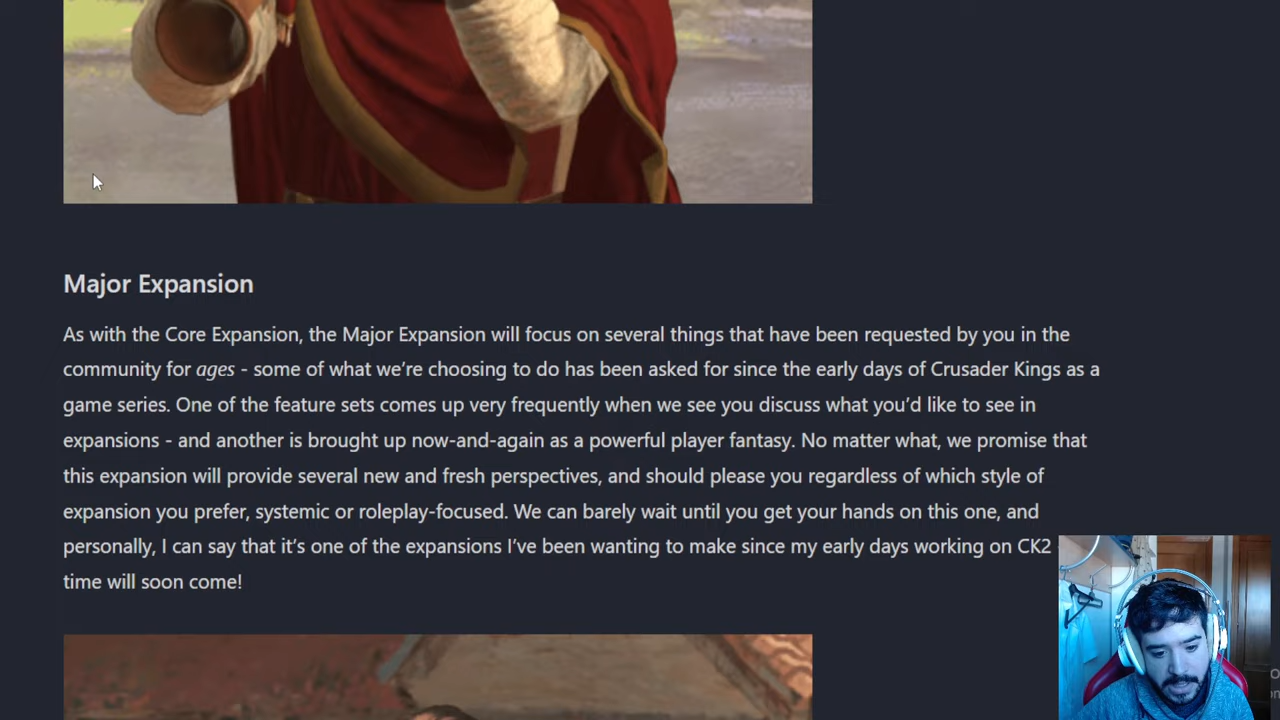 Major Expansion
As with the Core Expansion, the Major Expansion will focus on several things that have been requested by you in the
community for ages - some of what we’re choosing to do has been asked for since the early days of Crusader Kings as a
game series. One of the feature sets comes up very frequently when we see you discuss what you’d like to see in
expansions - and another is brought up now-and-again as a powerful player fantasy. No matter what, we promise that
this expansion will provide several new and fresh perspectives, and should please you regardless of which style of
expansion you prefer, systemic or roleplay-focused. We can barely wait until you get your hands on this one, and
personally, I can say that it’s one of the expansions I’ve been wanting to make since my early days working on CK2
time will soon come!